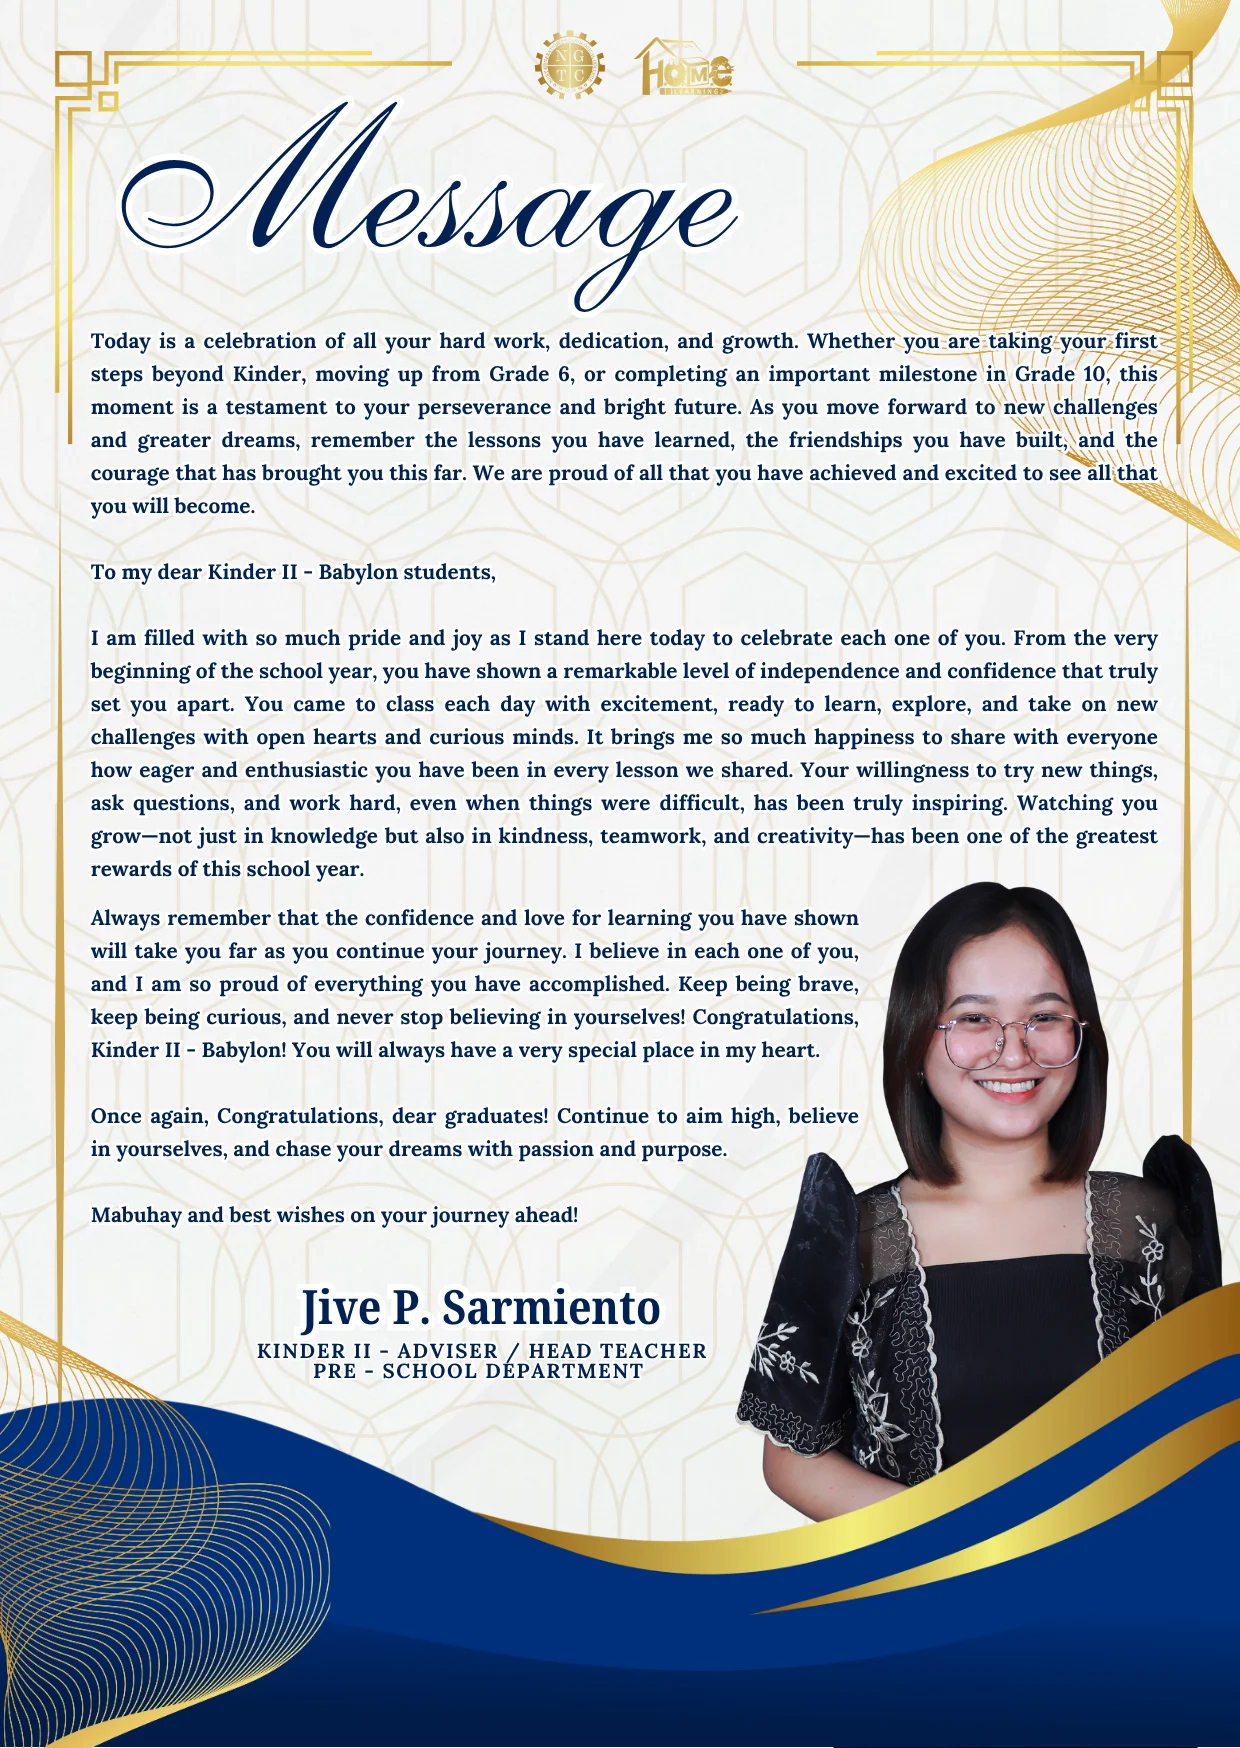 N G
T C
HOME
LEARNING
Message
Today is a celebration of all your hard work, dedication, and growth. Whether you are taking your first
steps beyond Kinder, moving up from Grade 6, or completing an important milestone in Grade 10, this
moment is a testament to your perseverance and bright future. As you move forward to new challenges
and greater dreams, remember the lessons you have learned, the friendships you have built, and the
courage that has brought you this far. We are proud of all that you have achieved and excited to see all that
you will become.
To my dear Kinder II - Babylon students,
I am filled with so much pride and joy as I stand here today to celebrate each one of you. From the very
beginning of the school year, you have shown a remarkable level of independence and confidence that truly
set you apart. You came to class each day with excitement, ready to learn, explore, and take on new
challenges with open hearts and curious minds. It brings me so much happiness to share with everyone
how eager and enthusiastic you have been in every lesson we shared. Your willingness to try new things,
ask questions, and work hard, even when things were difficult, has been truly inspiring. Watching you
grow—not just in knowledge but also in kindness, teamwork, and creativity—has been one of the greatest
rewards of this school year.
Always remember that the confidence and love for learning you have shown
will take you far as you continue your journey. I believe in each one of you,
and I am so proud of everything you have accomplished. Keep being brave,
keep being curious, and never stop believing in yourselves! Congratulations,
Kinder II - Babylon! You will always have a very special place in my heart.
Once again, Congratulations, dear graduates! Continue to aim high, believe
in yourselves, and chase your dreams with passion and purpose.
Mabuhay and best wishes on your journey ahead!
Jive P. Sarmiento
KINDER II - ADVISER / HEAD TEACHER
PRE - SCHOOL DEPARTMENT